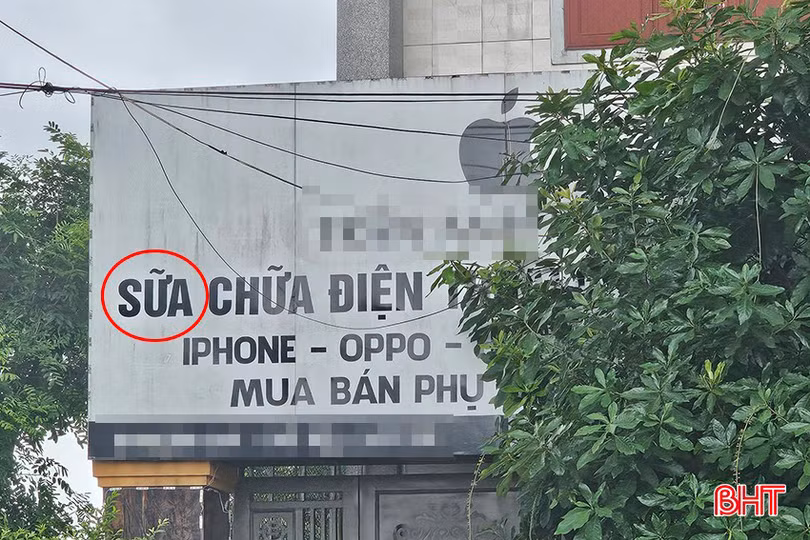 SỮA CHỮA ĐIỆN
IPHONE - OPPO -
MUA BÁN PHỤ
BHT